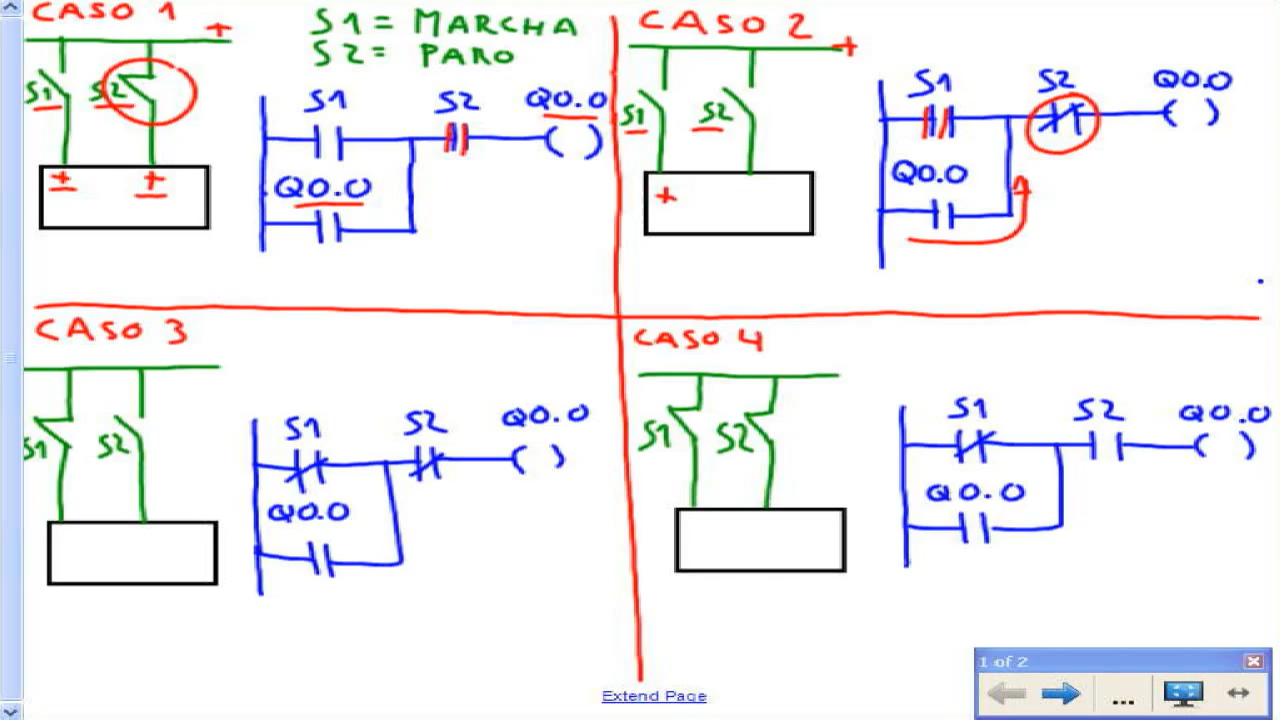 CASO 1
+
S1 = MARCHA
S2 = PARO
S1
S2
+
+
S1
S2
Q0.0
( )
Q0.0
CASO 2
+
S1
S2
+
S1
S2
Q0.0
( )
Q0.0
CASO 3
S1
S2
S1
S2
Q0.0
( )
Q0.0
CASO 4
S1
S2
S1
S2
Q0.0
( )
Q0.0
Extend Page
1 of 2
...